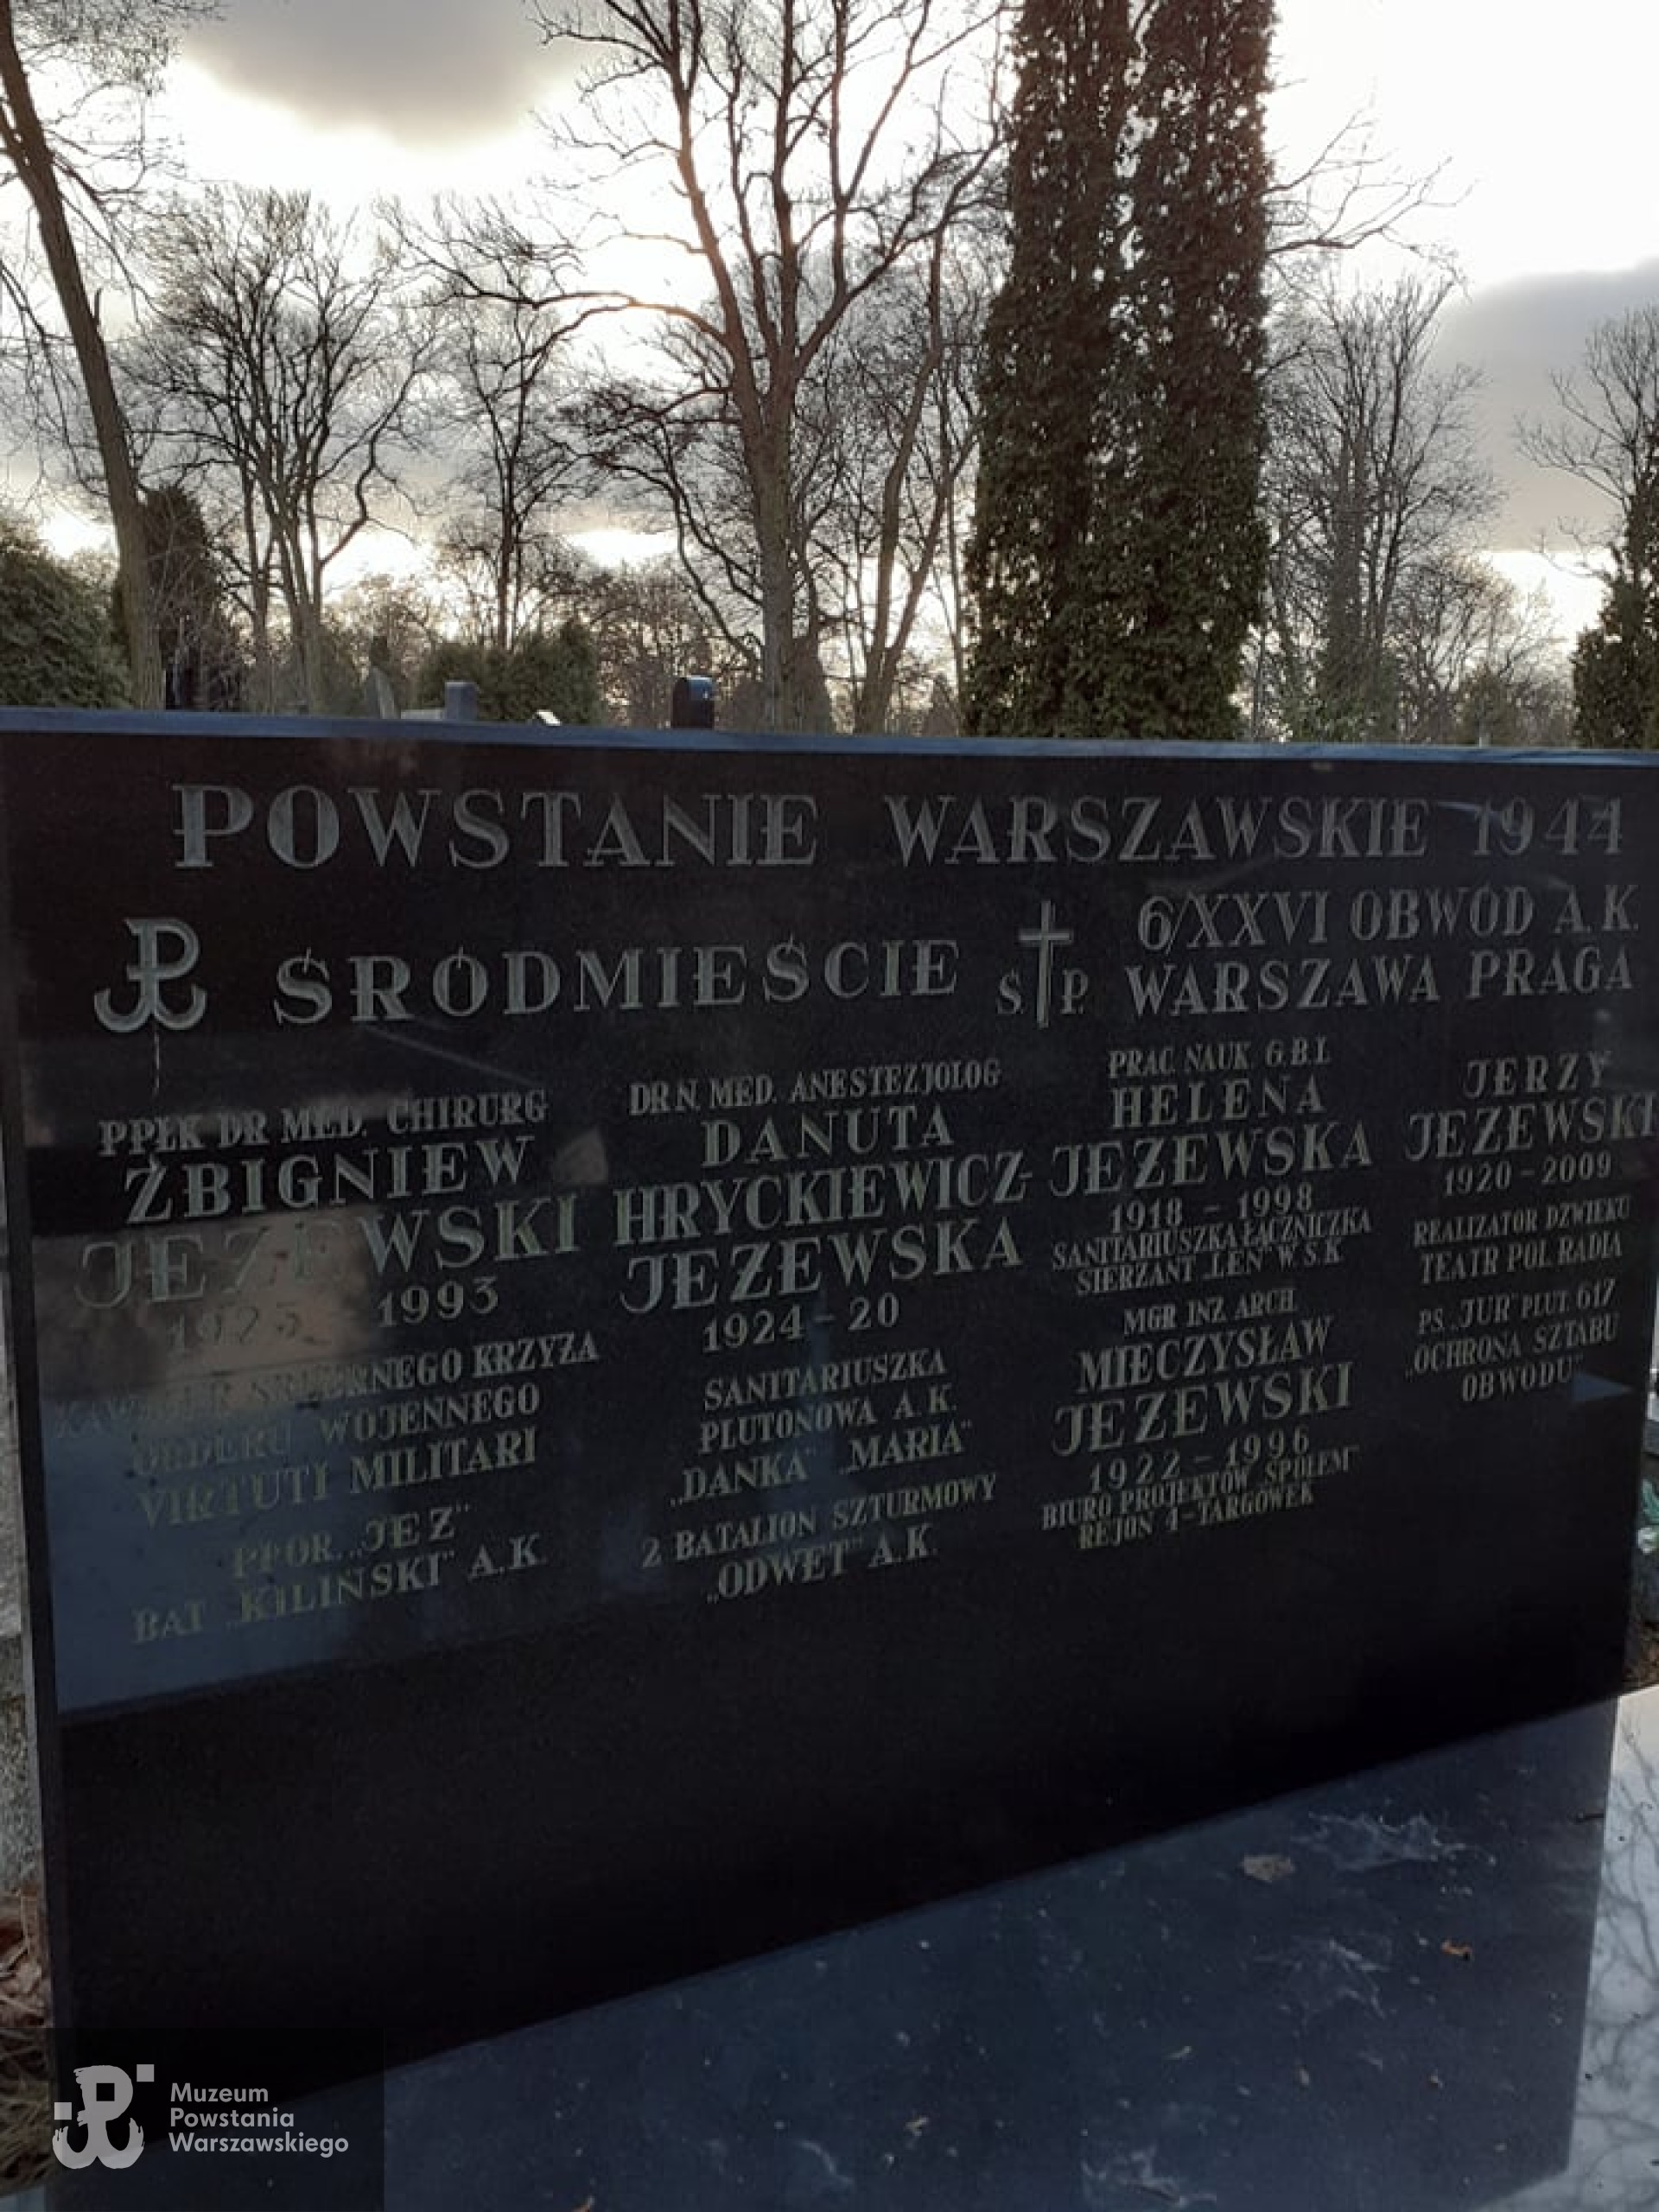 POWSTANIE WARSZAWSKIE 1944
ŚRÓDMIEŚCIE
Ś. P.
6/XXVI OBWÓD A.K.
WARSZAWA PRAGA
PPŁK DR MED. CHIRURG
ZBIGNIEW
JEŻEWSKI
1993
SREBRNEGO KRZYŻA
ORDERU WOJENNEGO
VIRTUTI MILITARI
PPOR. „JEŻ"
BAT „KILIŃSKI" A.K.
DR N. MED. ANESTEZJOLOG
DANUTA
HRYCKIEWICZ-
JEŻEWSKA
1924 – 20
SANITARIUSZKA
PLUTONOWA A.K.
„DANKA" „MARIA"
2 BATALION SZTURMOWY
„ODWET" A.K.
PRAC. NAUK. G.B.L
HELENA
JEŻEWSKA
1918 – 1998
SANITARIUSZKA ŁĄCZNICZKA
SIERŻANT „LEN" W.S.K
MGR INŻ ARCH.
MIECZYSŁAW
JEŻEWSKI
1922 – 1996
BIURO PROJEKTÓW „SPOŁEM"
REJON 4-TARGÓWEK
JERZY
JEŻEWSKI
1920 – 2009
REALIZATOR DŹWIĘKU
TEATR POL. RADIA
PS. „JUR" PLUT. 617
„OCHRONA SZTABU
OBWODU"
Muzeum
Powstania
Warszawskiego